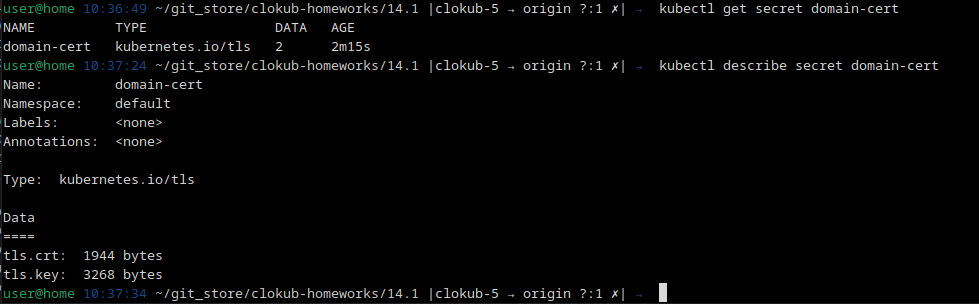 user@home 10:36:49 ~/git_store/clokub-homeworks/14.1 |clokub-5 → origin ?:1 ✗| → kubectl get secret domain-cert
NAME TYPE DATA AGE
domain-cert kubernetes.io/tls 2 2m15s
user@home 10:37:24 ~/git_store/clokub-homeworks/14.1 |clokub-5 → origin ?:1 ✗| → kubectl describe secret domain-cert
Name: domain-cert
Namespace: default
Labels: <none>
Annotations: <none>
Type: kubernetes.io/tls
Data
====
tls.crt: 1944 bytes
tls.key: 3268 bytes
user@home 10:37:34 ~/git_store/clokub-homeworks/14.1 |clokub-5 → origin ?:1 ✗| →